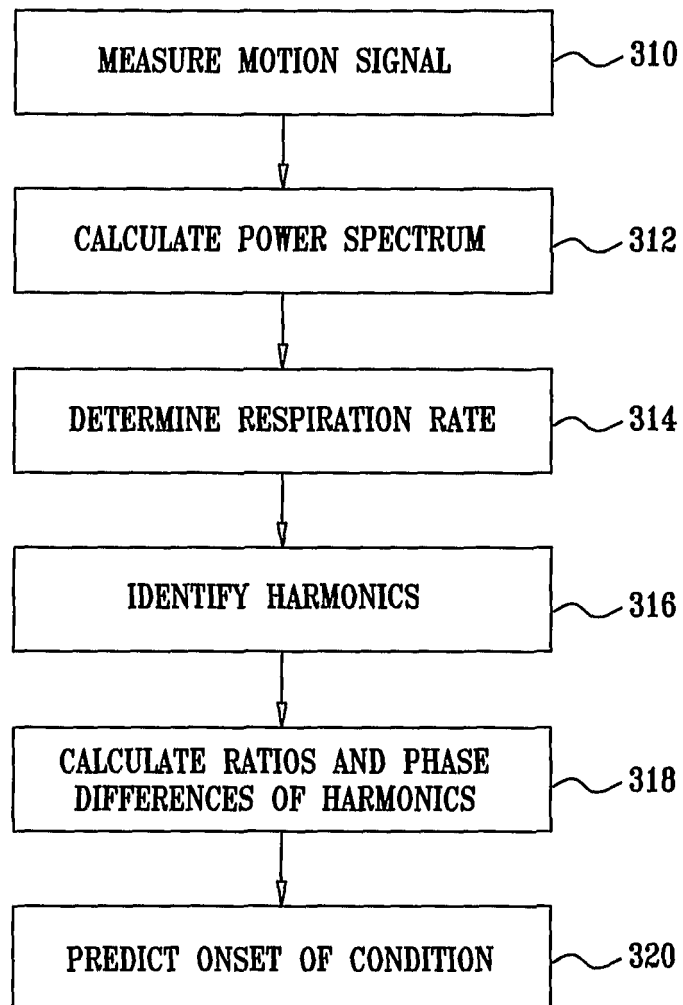 MEASURE MOTION SIGNAL
310
CALCULATE POWER SPECTRUM
312
DETERMINE RESPIRATION RATE
314
IDENTIFY HARMONICS
316
CALCULATE RATIOS AND PHASE
DIFFERENCES OF HARMONICS
318
PREDICT ONSET OF CONDITION
320